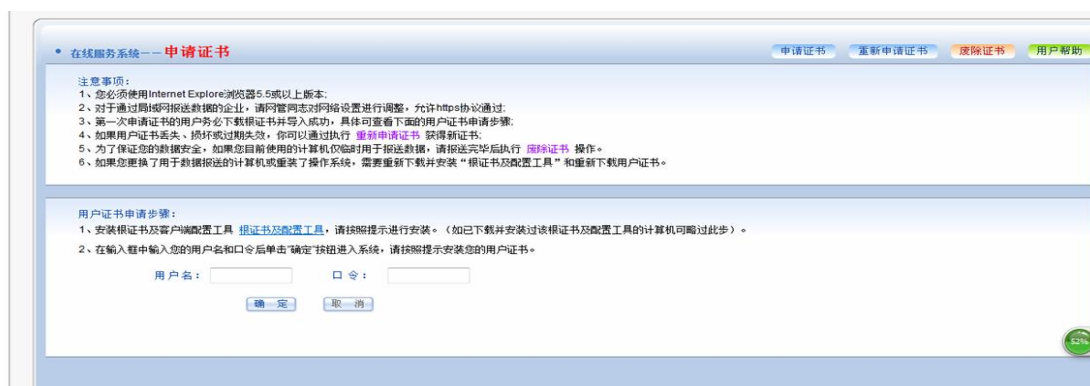 • 在线服务系统——申请证书
申请证书 重新申请证书 废除证书 用户帮助
注意事项：
1、您必须使用Internet Explore浏览器5.5或以上版本;
2、对于通过局域网报送数据的企业，请网管同志对网络设置进行调整，允许https协议通过;
3、第一次申请证书的用户务必下载根证书并导入成功，具体可查看下面的用户证书申请步骤;
4、如果用户证书丢失、损坏或过期失效，你可以通过执行 重新申请证书 获得新证书;
5、为了保证您的数据安全，如果您目前使用的计算机仅临时用于报送数据，请报送完毕后执行 废除证书 操作。
6、如果您更换了用于数据报送的计算机或重装了操作系统，需要重新下载并安装“根证书及配置工具”和重新下载用户证书。
用户证书申请步骤：
1、安装根证书及客户端配置工具 根证书及配置工具，请按照提示进行安装。（如已下载并安装过该根证书及配置工具的计算机可略过此步）。
2、在输入框中输入您的用户名和口令后单击"确定"按钮进入系统，请按照提示安装您的用户证书。
用户名： 口令：
确 定 取 消
52%